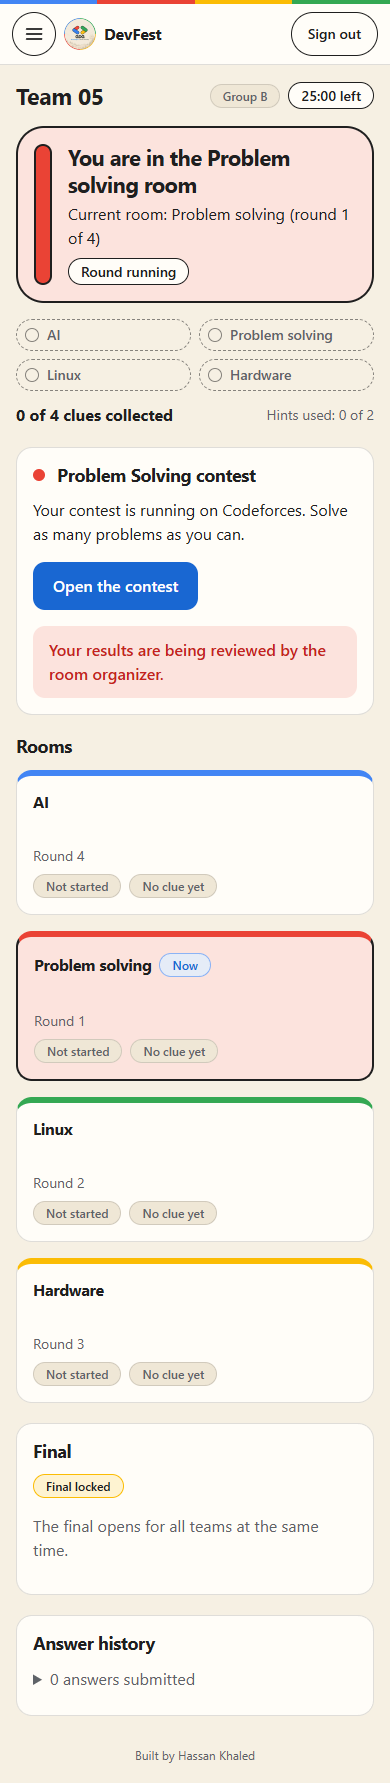 DevFest
Sign out
Team 05
Group B
25:00 left
You are in the Problem
solving room
Current room: Problem solving (round 1
of 4)
Round running
AI
Problem solving
Linux
Hardware
0 of 4 clues collected
Hints used: 0 of 2
Problem Solving contest
Your contest is running on Codeforces. Solve
as many problems as you can.
Open the contest
Your results are being reviewed by the
room organizer.
Rooms
AI
Round 4
Not started
No clue yet
Problem solving
Now
Round 1
Not started
No clue yet
Linux
Round 2
Not started
No clue yet
Hardware
Round 3
Not started
No clue yet
Final
Final locked
The final opens for all teams at the same
time.
Answer history
0 answers submitted
Built by Hassan Khaled